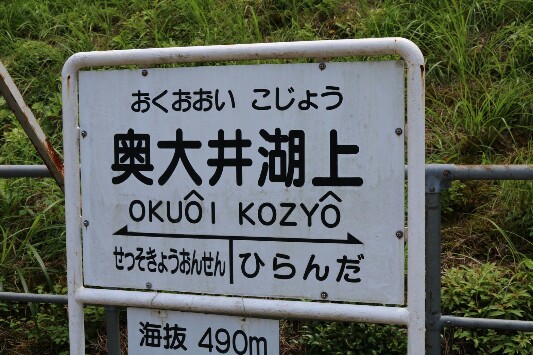 おくおおい こじょう
奥大井湖上
OKUÔI KOZYÔ
せっそきょうおんせん ひらんだ
海抜 490m